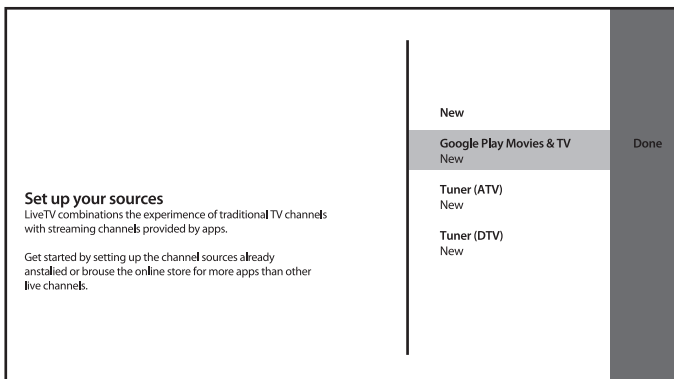 Set up your sources
LiveTV combinations the experimence of traditional TV channels
with streaming channels provided by apps.
Get started by setting up the channel sources already
anstalied or brouse the online store for more apps than other
live channels.
New
Google Play Movies & TV
New
Tuner (ATV)
New
Tuner (DTV)
New
Done